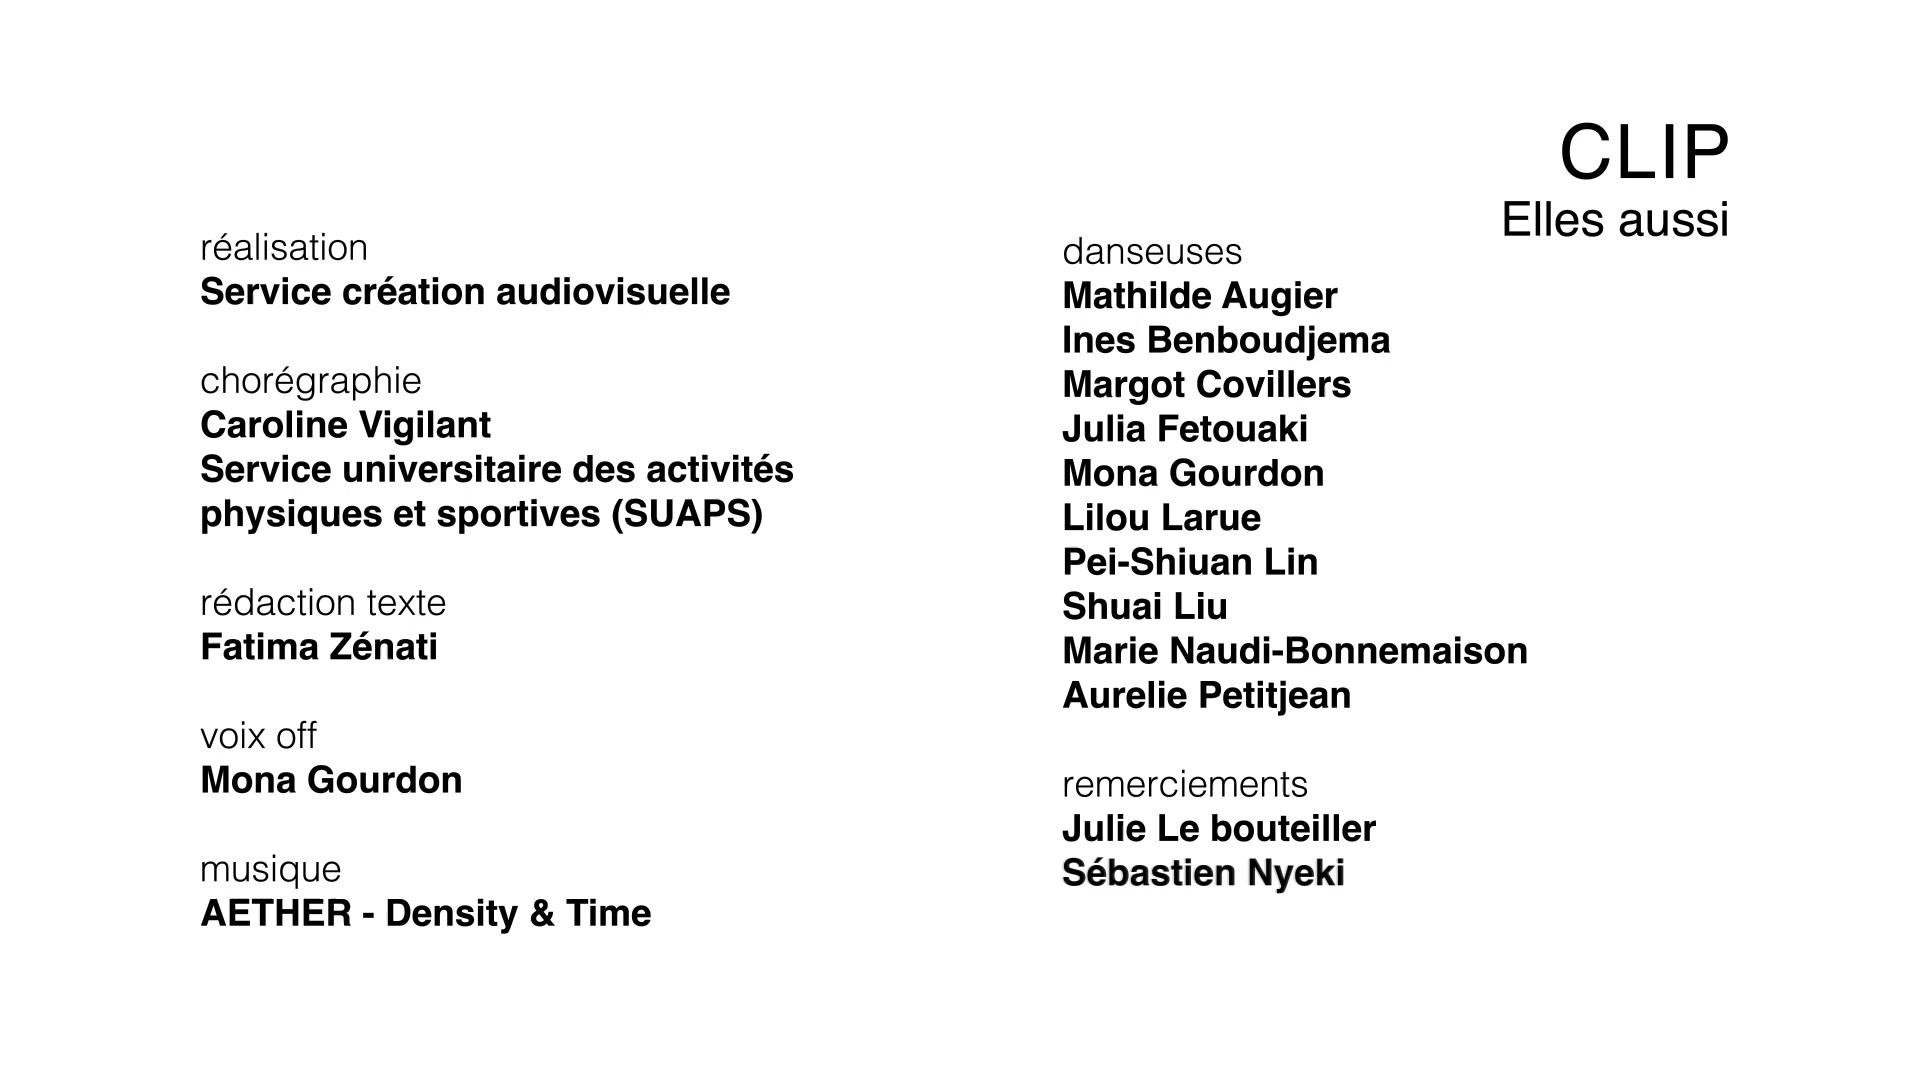 CLIP
Elles aussi
réalisation
Service création audiovisuelle
chorégraphie
Caroline Vigilant
Service universitaire des activités
physiques et sportives (SUAPS)
rédaction texte
Fatima Zénati
voix off
Mona Gourdon
musique
AETHER - Density & Time
danseuses
Mathilde Augier
Ines Benboudjema
Margot Covillers
Julia Fetouaki
Mona Gourdon
Lilou Larue
Pei-Shiuan Lin
Shuai Liu
Marie Naudi-Bonnemaison
Aurelie Petitjean
remerciements
Julie Le bouteiller
Sébastien Nyeki